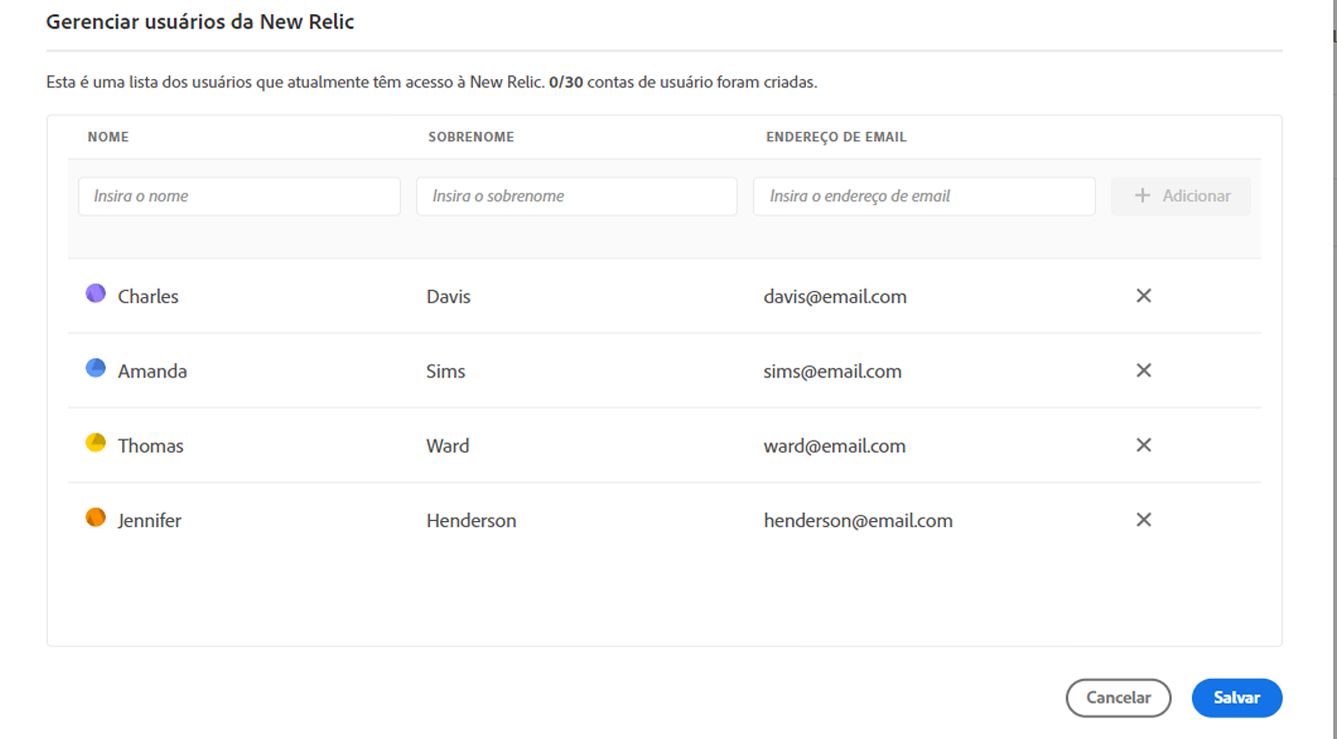 Gerenciar usuários da New Relic
Esta é uma lista dos usuários que atualmente têm acesso à New Relic. 0/30 contas de usuário foram criadas.
NOME SOBRENOME ENDEREÇO DE EMAIL
Insira o nome Insira o sobrenome Insira o endereço de email + Adicionar
Charles Davis davis@email.com
Amanda Sims sims@email.com
Thomas Ward ward@email.com
Jennifer Henderson henderson@email.com
Cancelar Salvar